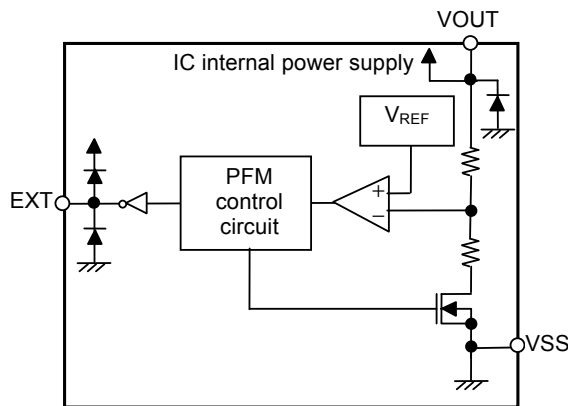 VOUT
IC internal power supply
VREF
EXT
PFM
control
circuit
+
−
VSS